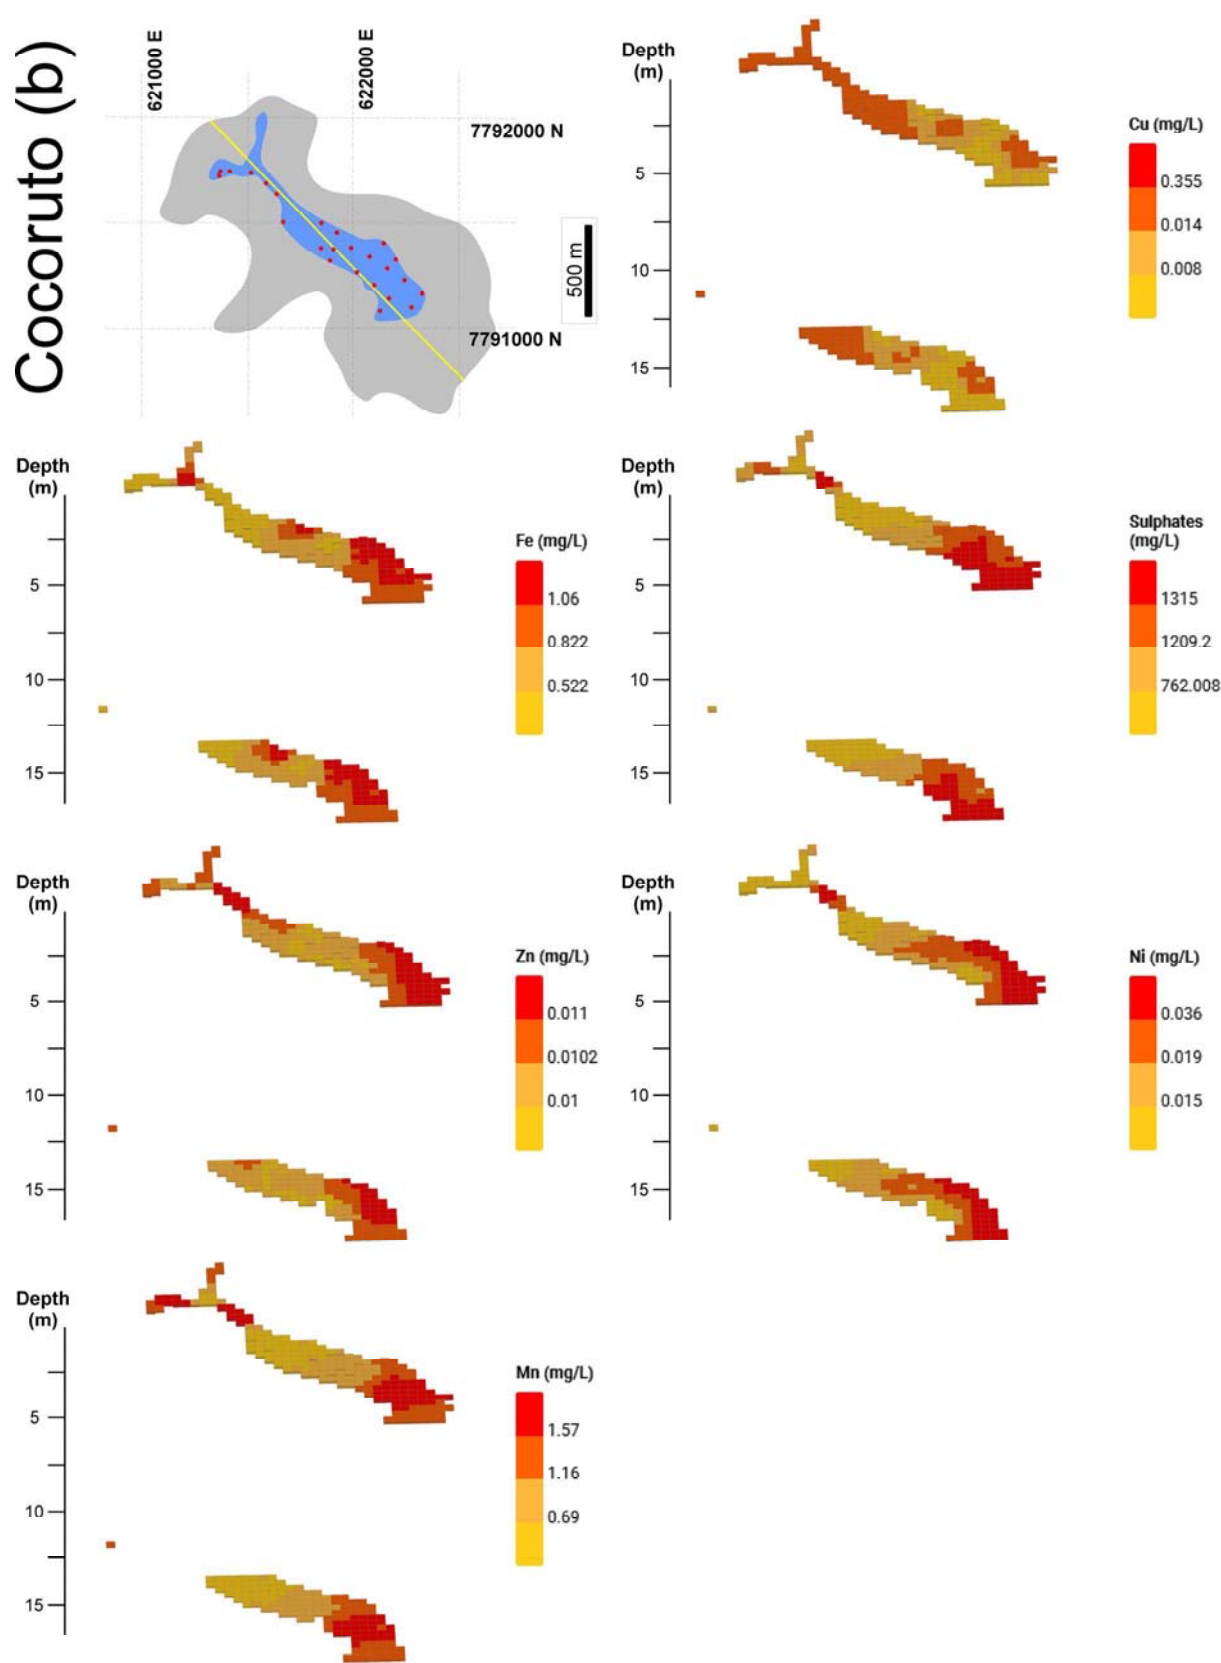 Cocoruto (b)
621000 E
622000 E
7792000 N
7791000 N
500 m
Depth
(m)
5
10
15
Cu (mg/L)
0.355
0.014
0.008
Depth
(m)
5
10
15
Fe (mg/L)
1.06
0.822
0.522
Depth
(m)
5
10
15
Sulphates
(mg/L)
1315
1209.2
762.008
Depth
(m)
5
10
15
Zn (mg/L)
0.011
0.0102
0.01
Depth
(m)
5
10
15
Ni (mg/L)
0.036
0.019
0.015
Depth
(m)
5
10
15
Mn (mg/L)
1.57
1.16
0.69